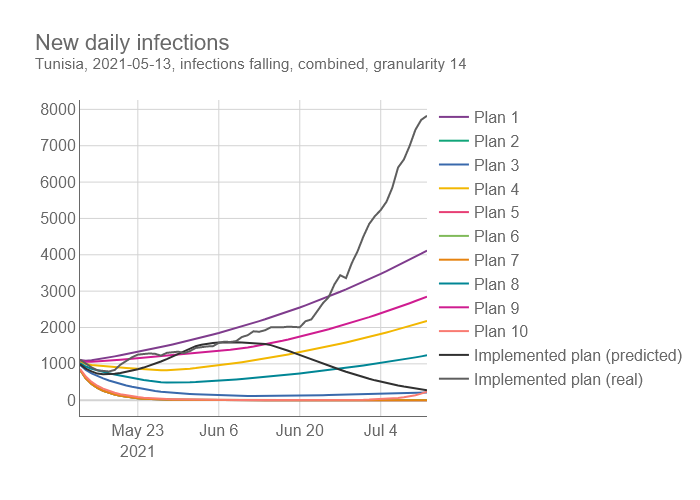 New daily infections
Tunisia, 2021-05-13, infections falling, combined, granularity 14
8000
7000
6000
5000
4000
3000
2000
1000
0
May 23
2021
Jun 6
Jun 20
Jul 4
Plan 1
Plan 2
Plan 3
Plan 4
Plan 5
Plan 6
Plan 7
Plan 8
Plan 9
Plan 10
Implemented plan (predicted)
Implemented plan (real)